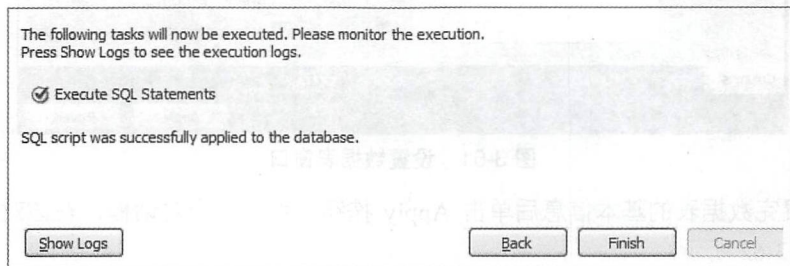 The following tasks will now be executed. Please monitor the execution.
Press Show Logs to see the execution logs.
Execute SQL Statements
SQL script was successfully applied to the database.
Show Logs
Back
Finish
Cancel